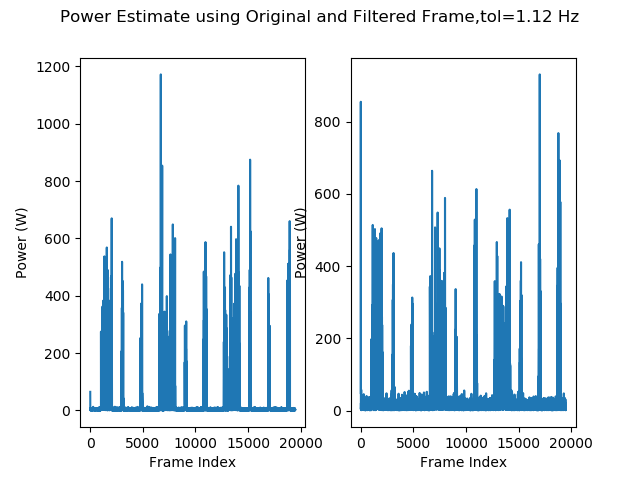 Power Estimate using Original and Filtered Frame,tol=1.12 Hz
1200
1000
800
600
400
200
0
Power (W)
0 5000 10000 15000 20000
Frame Index
800
600
400
200
0
Power (W)
0 5000 10000 15000 20000
Frame Index